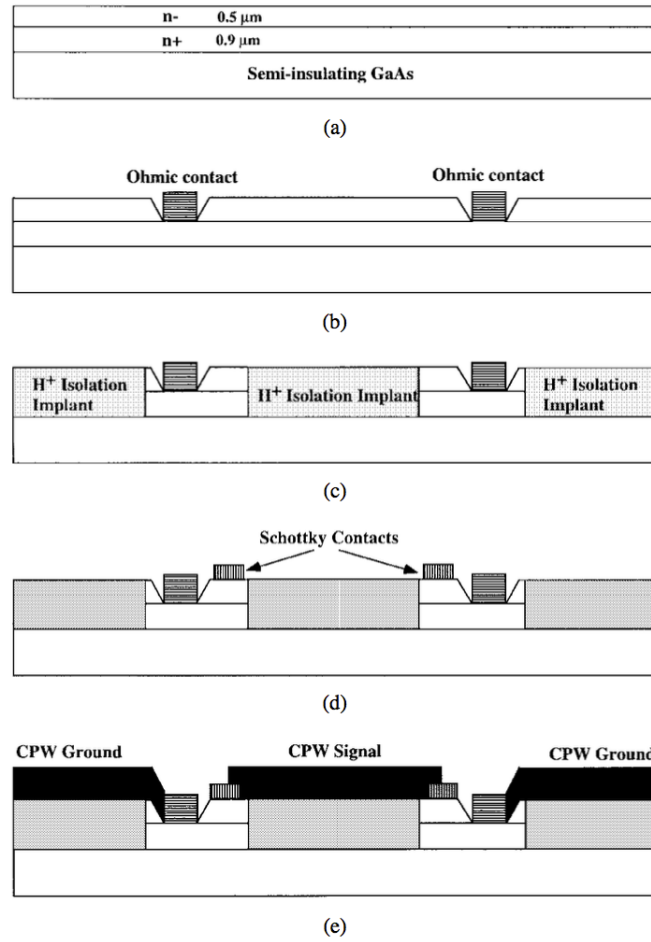 n- 0.5 μm
n+ 0.9 μm
Semi-insulating GaAs
(a)
Ohmic contact Ohmic contact
(b)
H+ Isolation Implant
H+ Isolation Implant
H+ Isolation Implant
(c)
Schottky Contacts
(d)
CPW Ground CPW Signal CPW Ground
(e)